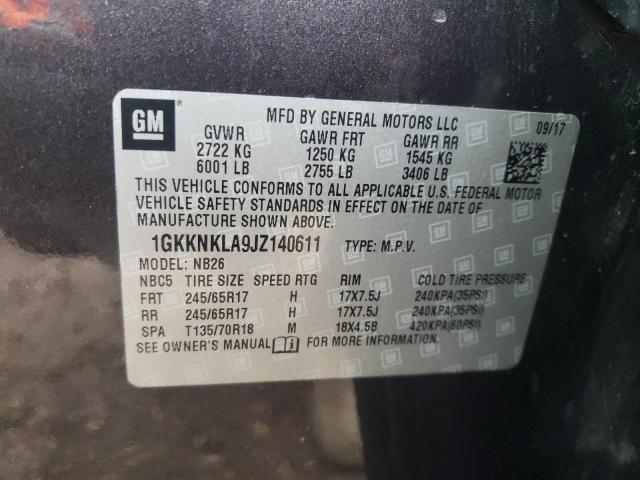 GM
MFD BY GENERAL MOTORS LLC 09/17
GVWR GAWR FRT GAWR RR
2722 KG 1250 KG 1545 KG
6001 LB 2755 LB 3406 LB
THIS VEHICLE CONFORMS TO ALL APPLICABLE U.S. FEDERAL MOTOR
VEHICLE SAFETY STANDARDS IN EFFECT ON THE DATE OF
MANUFACTURE SHOWN ABOVE.
1GKKNKLA9JZ140611 TYPE: M.P.V.
MODEL: NB26
NBC5 TIRE SIZE SPEED RTG RIM COLD TIRE PRESSURE
FRT 245/65R17 H 17X7.5J 240KPA(35PSI)
RR 245/65R17 H 17X7.5J 240KPA(35PSI)
SPA T135/70R18 M 18X4.5B 420KPA(60PSI)
SEE OWNER'S MANUAL FOR MORE INFORMATION.